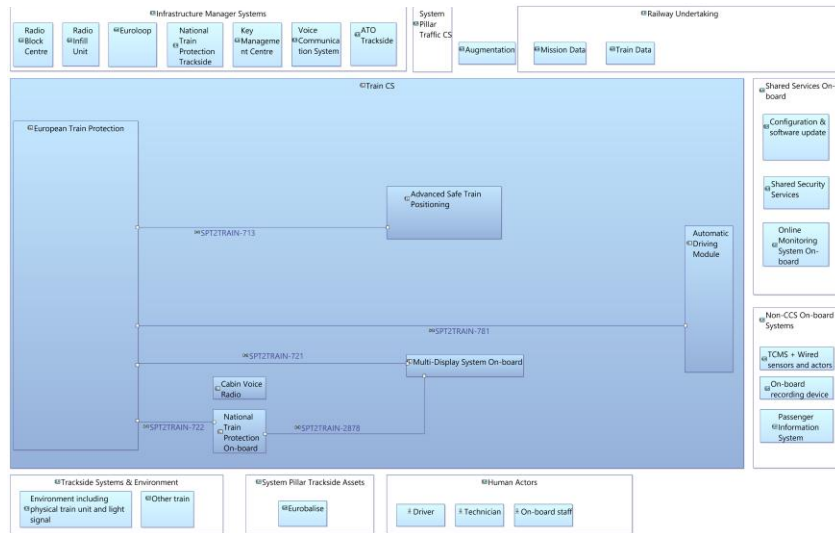 Infrastructure Manager Systems
Radio
Block
Centre
Radio
Infill
Unit
Euroloop
National
Train
Protection
Trackside
Key
Manageme
nt Centre
Voice
Communica
tion System
ATO
Trackside
System
Pillar
Traffic CS
Augmentation
Railway Undertaking
Mission Data
Train Data
Train CS
European Train Protection
Advanced Safe Train
Positioning
SPT2TRAIN-713
Automatic
Driving
Module
SPT2TRAIN-781
SPT2TRAIN-721
Multi-Display System On-board
Cabin Voice
Radio
SPT2TRAIN-722
National
Train
Protection
On-board
SPT2TRAIN-2878
Shared Services On-
board
Configuration &
software update
Shared Security
Services
Online
Monitoring
System On-
board
Non-CCS On-board
Systems
TCMS + Wired
sensors and actors
On-board
recording device
Passenger
Information
System
Trackside Systems & Environment
Environment including
physical train unit and light
signal
Other train
System Pillar Trackside Assets
Eurobalise
Human Actors
Driver
Technician
On-board staff